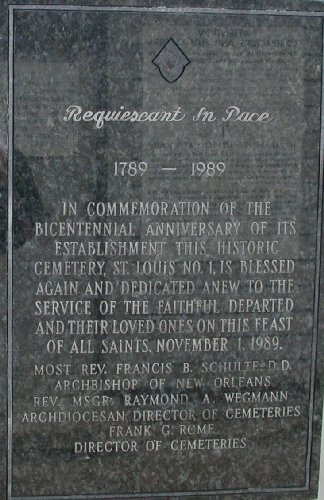 Requiescant In Pace
1789 — 1989
IN COMMEMORATION OF THE
BICENTENNIAL ANNIVERSARY OF ITS
ESTABLISHMENT THIS HISTORIC
CEMETERY, ST. LOUIS NO. 1, IS BLESSED
AGAIN AND DEDICATED ANEW TO THE
SERVICE OF THE FAITHFUL DEPARTED
AND THEIR LOVED ONES ON THIS FEAST
OF ALL SAINTS, NOVEMBER 1, 1989.
MOST REV. FRANCIS B. SCHULTE, D.D.
ARCHBISHOP OF NEW ORLEANS
REV. MSGR. RAYMOND A. WEGMANN
ARCHDIOCESAN DIRECTOR OF CEMETERIES
FRANK G. ROME
DIRECTOR OF CEMETERIES